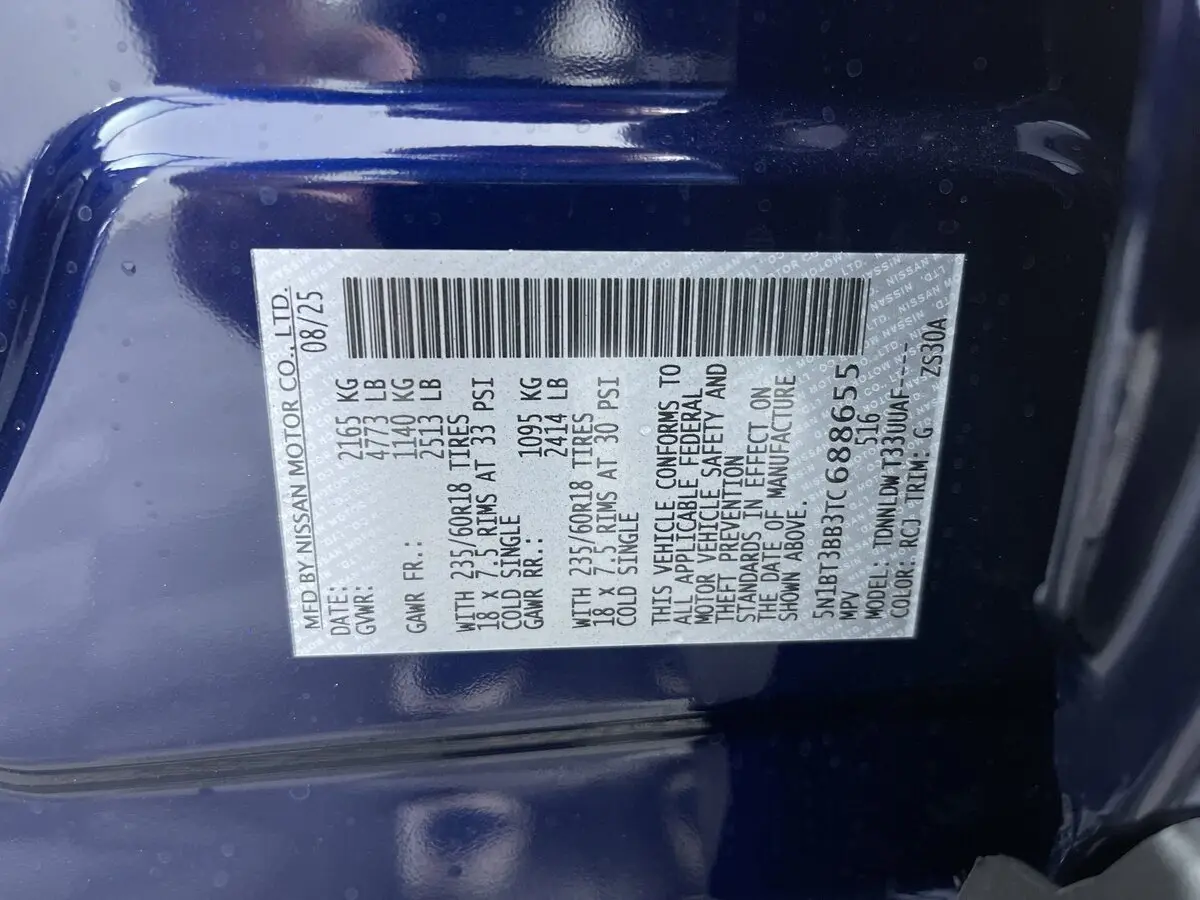 MFD BY NISSAN MOTOR CO., LTD.
DATE: 08/25
GVWR: 2165 KG
4773 LB
GAWR FR.: 1140 KG
2513 LB
WITH 235/60R18 TIRES
18 X 7.5 RIMS AT 33 PSI
COLD SINGLE
GAWR RR.: 1095 KG
2414 LB
WITH 235/60R18 TIRES
18 X 7.5 RIMS AT 30 PSI
COLD SINGLE
THIS VEHICLE CONFORMS TO
ALL APPLICABLE FEDERAL
MOTOR VEHICLE SAFETY AND
THEFT PREVENTION
STANDARDS IN EFFECT ON
THE DATE OF MANUFACTURE
SHOWN ABOVE.
5N1BT3BB3TC688655
MPV 516
MODEL: TDNNLDWT33UUAF-----
COLOR: RCJ TRIM: G ZS30A